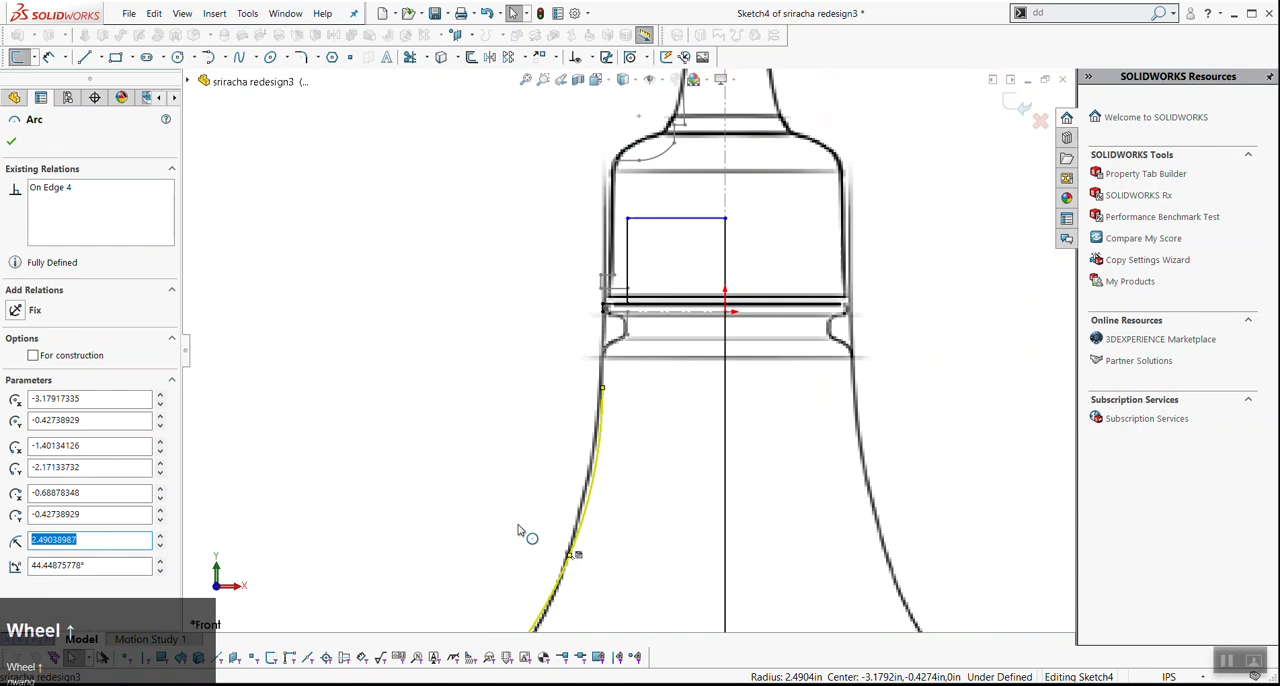 SOLIDWORKS
File
Edit
View
Insert
Tools
Window
Help
Sketch4 of sriracha redesign3 *
dd
sriracha redesign3 (...
SOLIDWORKS Resources
Arc
Welcome to SOLIDWORKS
SOLIDWORKS Tools
Property Tab Builder
SOLIDWORKS Rx
Performance Benchmark Test
Compare My Score
Copy Settings Wizard
My Products
Online Resources
3DEXPERIENCE Marketplace
Partner Solutions
Subscription Services
Subscription Services
Existing Relations
On Edge 4
Fully Defined
Add Relations
Fix
Options
For construction
Parameters
-3.17917335
-0.42738929
-1.40134126
-2.17133732
-0.68878348
-0.42738929
2.49038987
44.44875778°
Y
X
*Front
Wheel ↑
Wheel ↑
nwang
Model
Motion Study 1
sriracha redesign3
Radius: 2.4904in
Center: -3.1792in,-0.4274in,0in
Under Defined
Editing Sketch4
IPS